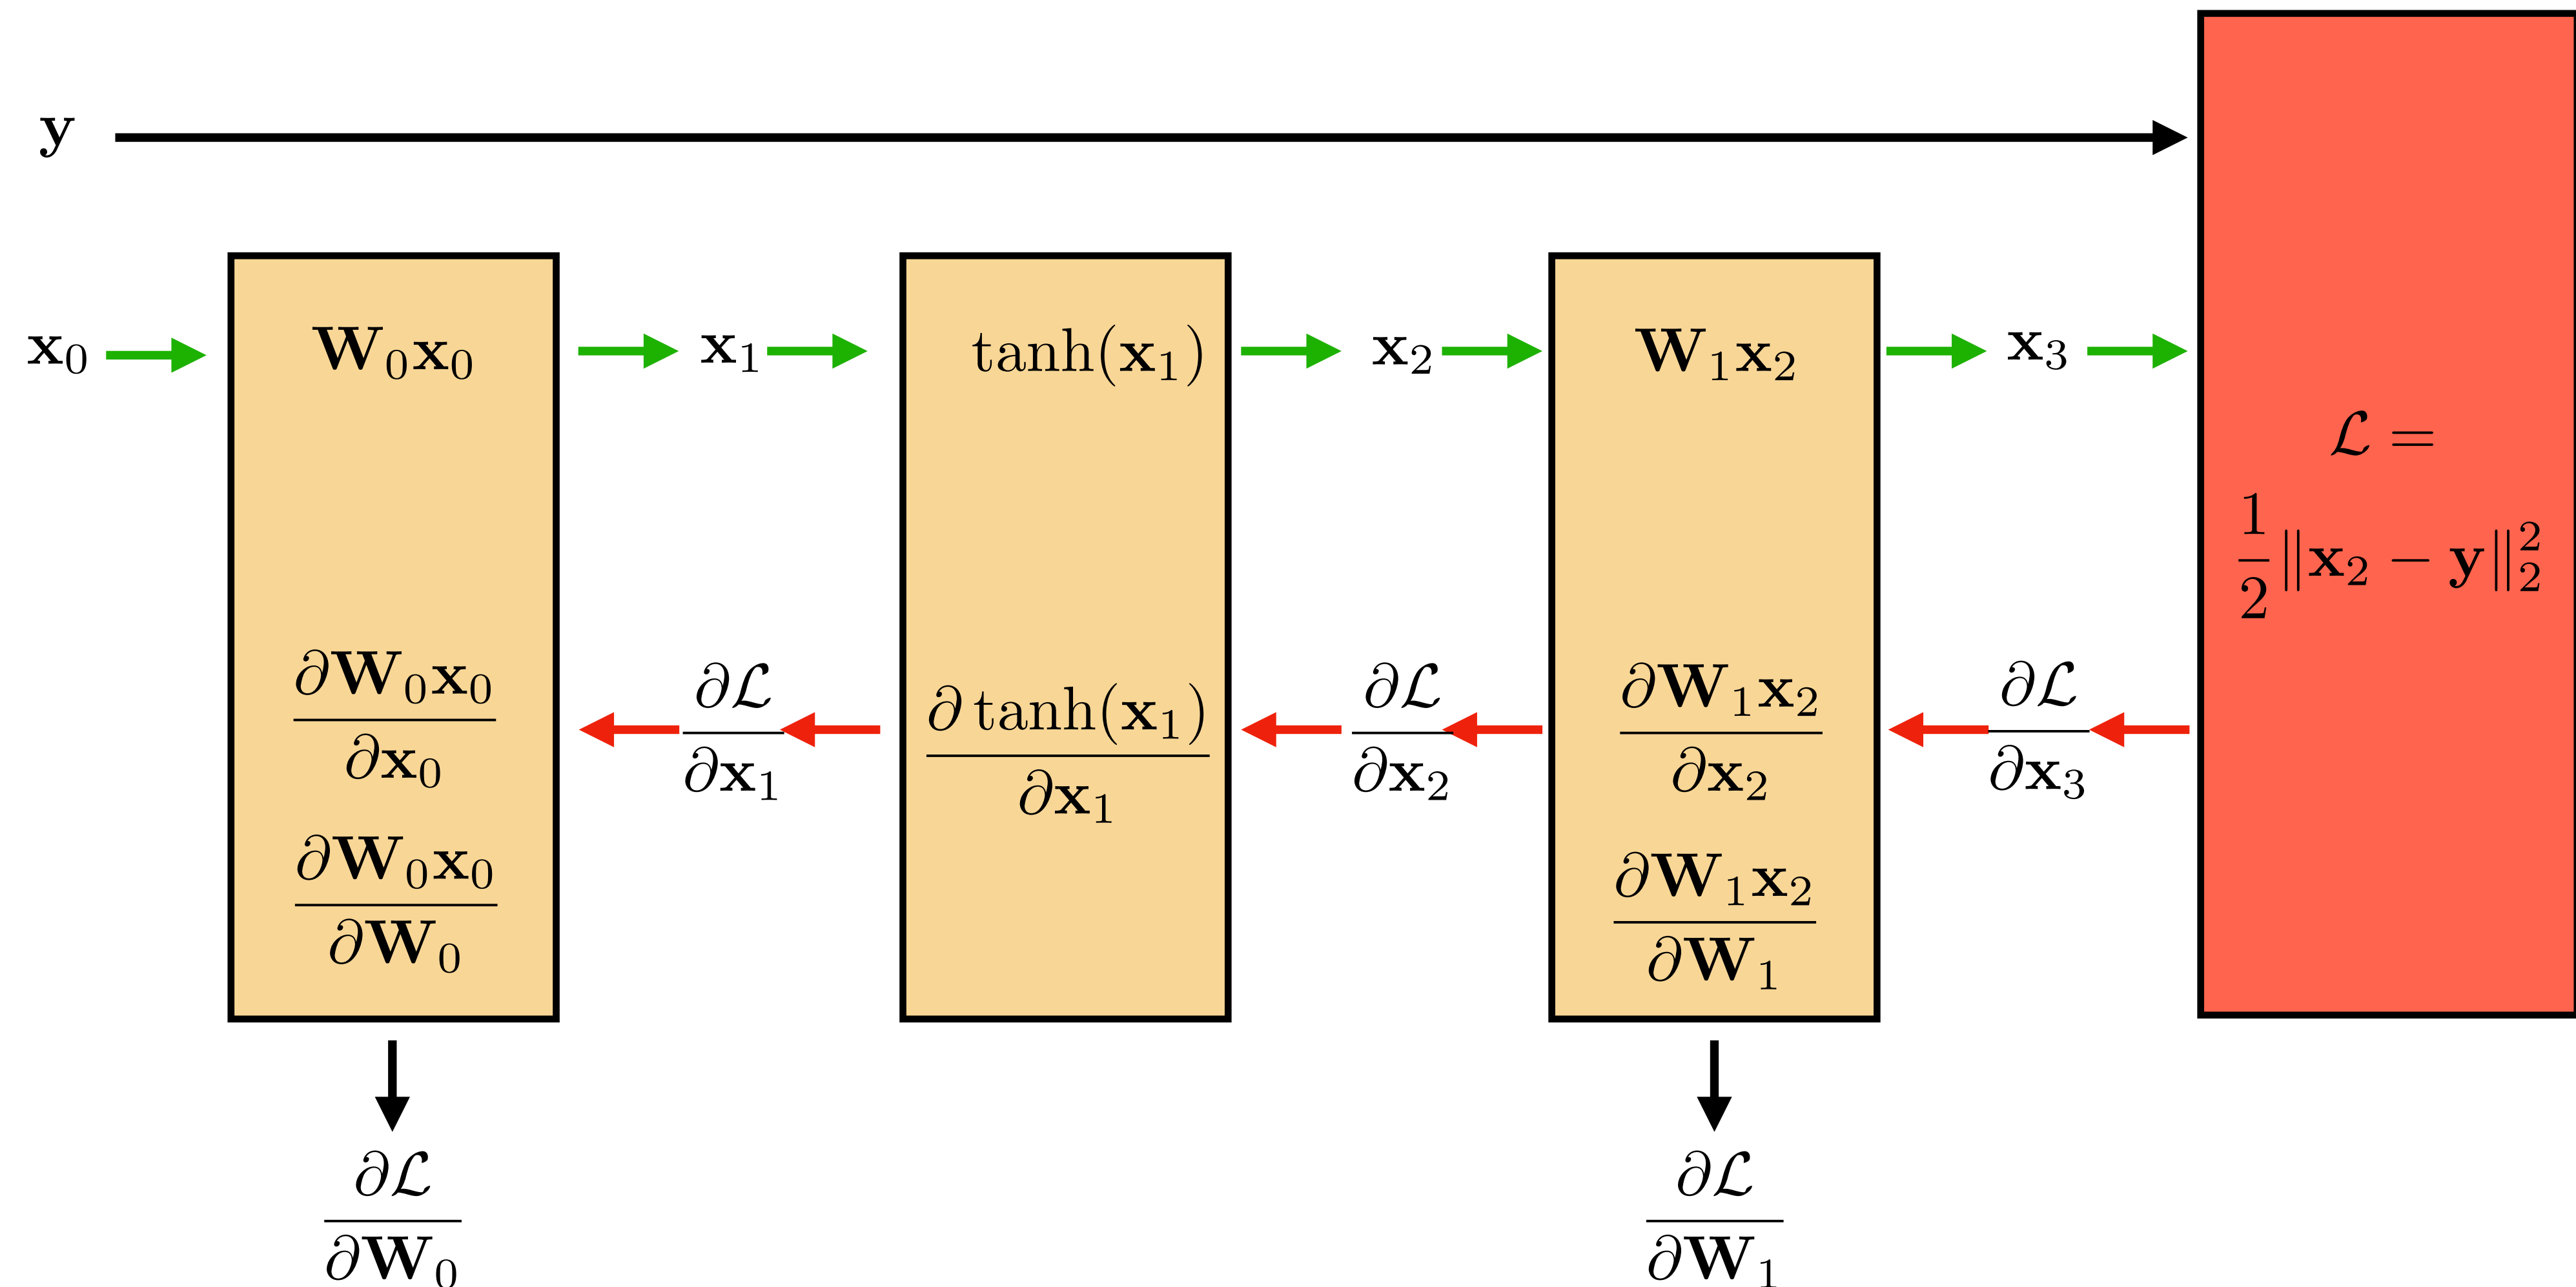 𝐲
𝐱₀
𝐖₀𝐱₀
𝐱₁
tanh(𝐱₁)
𝐱₂
𝐖₁𝐱₂
𝐱₃
ℒ =
1/2 ‖𝐱₂ − 𝐲‖₂²
∂𝐖₀𝐱₀/∂𝐱₀
∂ℒ/∂𝐱₁
∂ tanh(𝐱₁)/∂𝐱₁
∂ℒ/∂𝐱₂
∂𝐖₁𝐱₂/∂𝐱₂
∂ℒ/∂𝐱₃
∂𝐖₀𝐱₀/∂𝐖₀
∂𝐖₁𝐱₂/∂𝐖₁
∂ℒ/∂𝐖₀
∂ℒ/∂𝐖₁